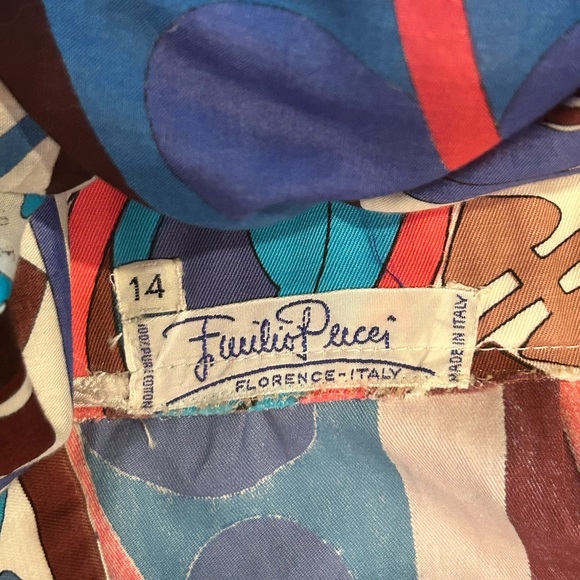 14
100% PURE COTTON
Emilio Pucci
FLORENCE-ITALY
MADE IN ITALY